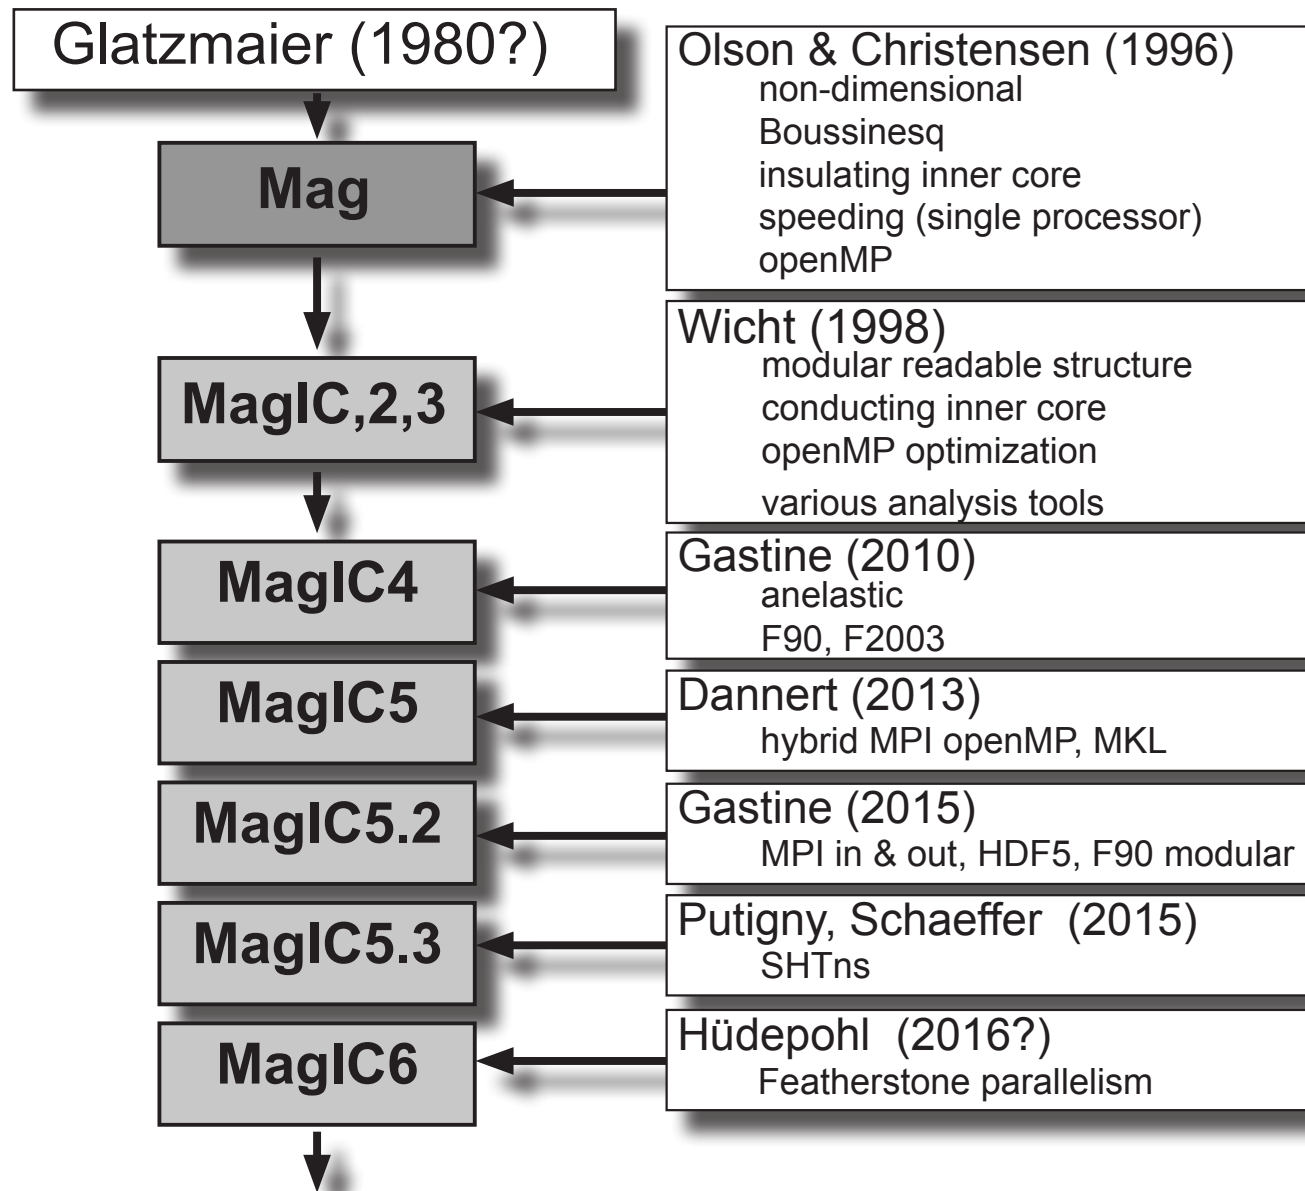 Glatzmaier (1980?)
Olson & Christensen (1996)
non-dimensional
Boussinesq
insulating inner core
speeding (single processor)
openMP
Mag
Wicht (1998)
modular readable structure
conducting inner core
openMP optimization
various analysis tools
MagIC,2,3
Gastine (2010)
anelastic
F90, F2003
MagIC4
Dannert (2013)
hybrid MPI openMP, MKL
MagIC5
Gastine (2015)
MPI in & out, HDF5, F90 modular
MagIC5.2
Putigny, Schaeffer (2015)
SHTns
MagIC5.3
Hüdepohl (2016?)
Featherstone parallelism
MagIC6